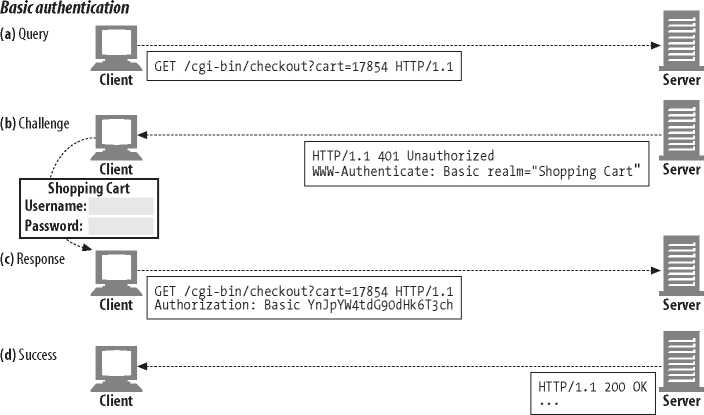 Basic authentication
(a) Query
GET /cgi-bin/checkout?cart=17854 HTTP/1.1
Client
Server
(b) Challenge
HTTP/1.1 401 Unauthorized
WWW-Authenticate: Basic realm="Shopping Cart"
Client
Server
Shopping Cart
Username:
Password:
(c) Response
GET /cgi-bin/checkout?cart=17854 HTTP/1.1
Authorization: Basic YnJpYW4tdG90dHk6T3ch
Client
Server
(d) Success
HTTP/1.1 200 OK
...
Client
Server